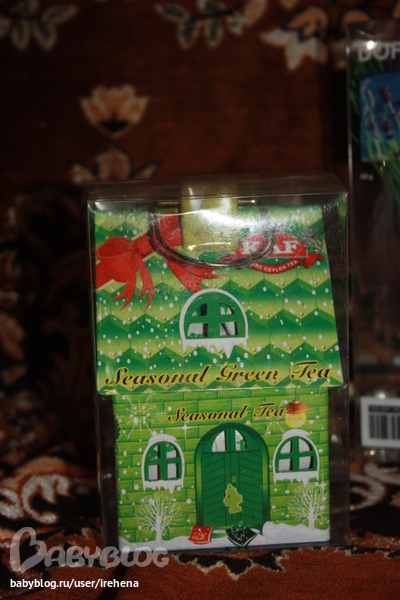 Seasonal Green Tea
Seasonal Tea
BABYBLOG
babyblog.ru/user/irehena